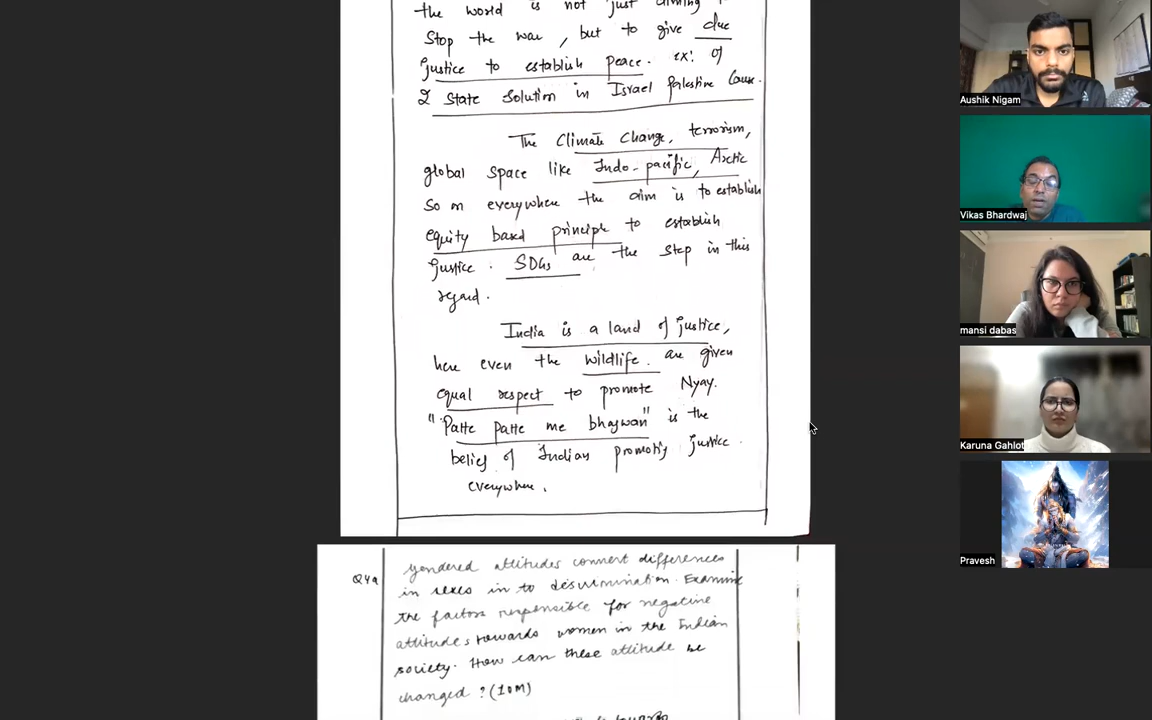 the world is not just aiming to
Stop the war, but to give due
justice to establish peace. ex: of
2 State Solution in Israel Palestine Cause.
The Climate Change, terrorism,
global space like Indo-pacific, Arctic
So on everywhere the aim is to establish
equity based principle to establish
justice. SDGs are the step in this
regard.
India is a land of justice,
here even the wildlife are given
equal respect to promote Nyay.
"Patte patte me bhagwan" is the
belief of Indian promoting justice
everywhere.
Q4a
gendered attitudes convert differences
in sexes in to discrimination. Examine
the factors responsible for negative
attitudes towards women in the Indian
society. How can these attitude be
changed? (10M)
towards
Aushik Nigam
Vikas Bhardwaj
mansi dabas
Karuna Gahlot
Pravesh